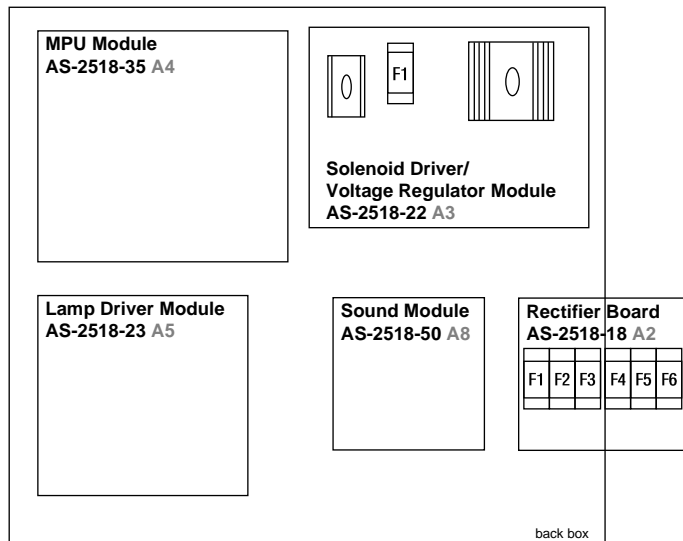 MPU Module
AS-2518-35 A4
F1
Solenoid Driver/
Voltage Regulator Module
AS-2518-22 A3
Lamp Driver Module
AS-2518-23 A5
Sound Module
AS-2518-50 A8
Rectifier Board
AS-2518-18 A2
F1 F2 F3 F4 F5 F6
back box